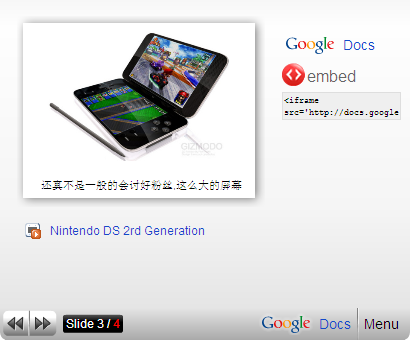 Google Docs
embed
<iframe
src='http://docs.google
GIZMODO
还真不是一般的会讨好粉丝,这么大的屏幕
Nintendo DS 2rd Generation
Slide 3 / 4
Google Docs
Menu